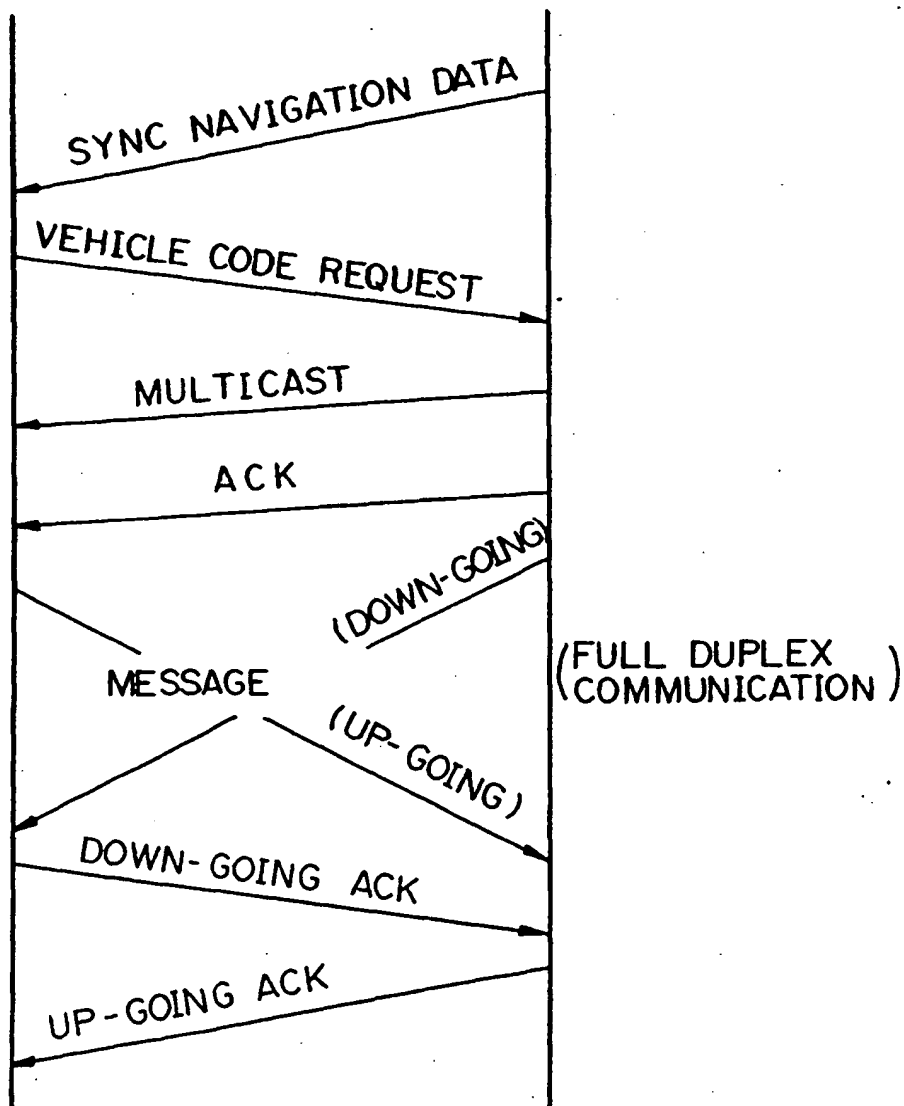 SYNC NAVIGATION DATA
VEHICLE CODE REQUEST
MULTICAST
ACK
(DOWN-GOING)
MESSAGE
(FULL DUPLEX
COMMUNICATION)
(UP-GOING)
DOWN-GOING ACK
UP-GOING ACK